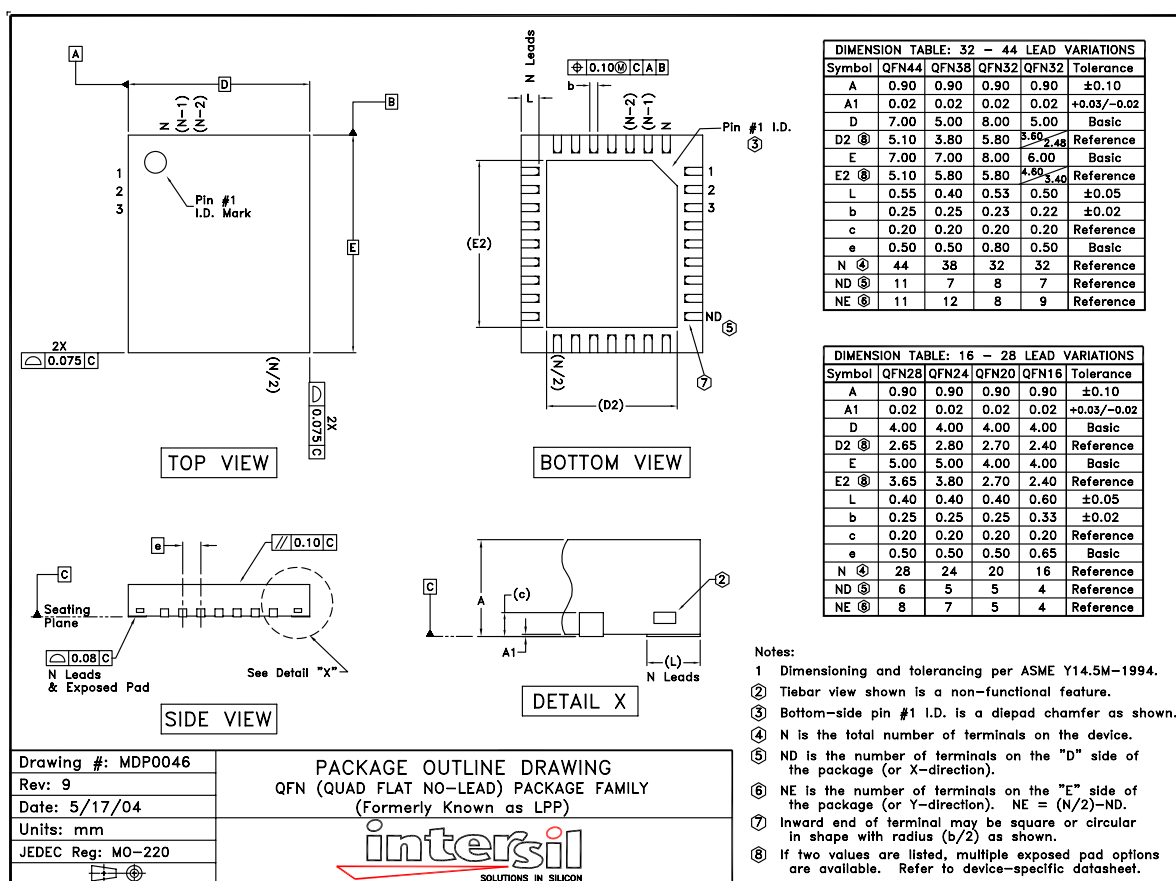 A
D
B
N
(N-1)
(N-2)
1
2
3
Pin #1
I.D. Mark
E
2X
0.075 C
(N/2)
2X
0.075 C
TOP VIEW
N Leads
L
0.10 Ⓜ C A B
b
(N-2)
(N-1)
N
Pin #1 I.D.
3
1
2
3
(E2)
ND
5
(N/2)
7
(D2)
BOTTOM VIEW
e
// 0.10 C
C
Seating
Plane
0.08 C
N Leads
& Exposed Pad
See Detail "X"
SIDE VIEW
C
A
(c)
2
A1
(L)
N Leads
DETAIL X
DIMENSION TABLE: 32 – 44 LEAD VARIATIONS
Symbol QFN44 QFN38 QFN32 QFN32 Tolerance
A 0.90 0.90 0.90 0.90 ±0.10
A1 0.02 0.02 0.02 0.02 +0.03/-0.02
D 7.00 5.00 8.00 5.00 Basic
D2 ⑧ 5.10 3.80 5.80 3.60/2.48 Reference
E 7.00 7.00 8.00 6.00 Basic
E2 ⑧ 5.10 5.80 5.80 4.60/3.40 Reference
L 0.55 0.40 0.53 0.50 ±0.05
b 0.25 0.25 0.23 0.22 ±0.02
c 0.20 0.20 0.20 0.20 Reference
e 0.50 0.50 0.80 0.50 Basic
N ④ 44 38 32 32 Reference
ND ⑤ 11 7 8 7 Reference
NE ⑥ 11 12 8 9 Reference
DIMENSION TABLE: 16 – 28 LEAD VARIATIONS
Symbol QFN28 QFN24 QFN20 QFN16 Tolerance
A 0.90 0.90 0.90 0.90 ±0.10
A1 0.02 0.02 0.02 0.02 +0.03/-0.02
D 4.00 4.00 4.00 4.00 Basic
D2 ⑧ 2.65 2.80 2.70 2.40 Reference
E 5.00 5.00 4.00 4.00 Basic
E2 ⑧ 3.65 3.80 2.70 2.40 Reference
L 0.40 0.40 0.40 0.60 ±0.05
b 0.25 0.25 0.25 0.33 ±0.02
c 0.20 0.20 0.20 0.20 Reference
e 0.50 0.50 0.50 0.65 Basic
N ④ 28 24 20 16 Reference
ND ⑤ 6 5 5 4 Reference
NE ⑥ 8 7 5 4 Reference
Notes:
1 Dimensioning and tolerancing per ASME Y14.5M-1994.
② Tiebar view shown is a non-functional feature.
③ Bottom-side pin #1 I.D. is a diepad chamfer as shown.
④ N is the total number of terminals on the device.
⑤ ND is the number of terminals on the "D" side of
the package (or X-direction).
⑥ NE is the number of terminals on the "E" side of
the package (or Y-direction). NE = (N/2)-ND.
⑦ Inward end of terminal may be square or circular
in shape with radius (b/2) as shown.
⑧ If two values are listed, multiple exposed pad options
are available. Refer to device-specific datasheet.
Drawing #: MDP0046
Rev: 9
Date: 5/17/04
Units: mm
JEDEC Reg: MO-220
PACKAGE OUTLINE DRAWING
QFN (QUAD FLAT NO-LEAD) PACKAGE FAMILY
(Formerly Known as LPP)
intersil
SOLUTIONS IN SILICON